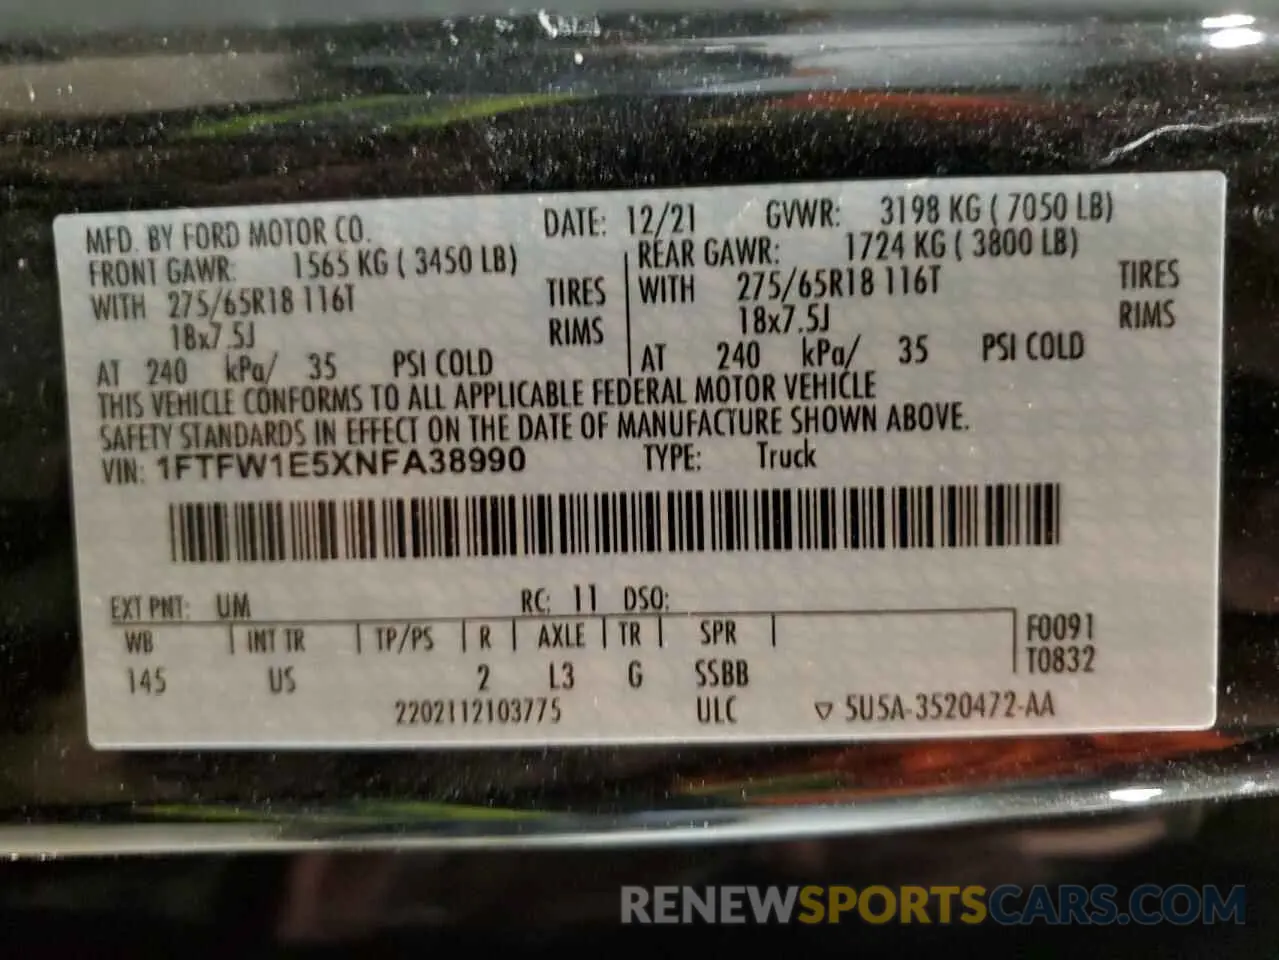 MFD. BY FORD MOTOR CO. DATE: 12/21 GVWR: 3198 KG ( 7050 LB)
FRONT GAWR: 1565 KG ( 3450 LB) REAR GAWR: 1724 KG ( 3800 LB)
WITH 275/65R18 116T TIRES WITH 275/65R18 116T TIRES
18x7.5J RIMS 18x7.5J RIMS
AT 240 kPa/ 35 PSI COLD AT 240 kPa/ 35 PSI COLD
THIS VEHICLE CONFORMS TO ALL APPLICABLE FEDERAL MOTOR VEHICLE
SAFETY STANDARDS IN EFFECT ON THE DATE OF MANUFACTURE SHOWN ABOVE.
VIN: 1FTFW1E5XNFA38990 TYPE: Truck
EXT PNT: UM RC: 11 DSO:
WB INT TR TP/PS R AXLE TR SPR F0091
T0832
145 US 2 L3 G SSBB
2202112103775 ULC ▽ 5U5A-3520472-AA
RENEWSPORTSCARS.COM